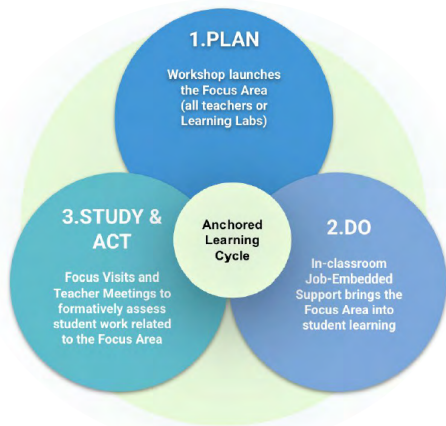 1.PLAN
Workshop launches
the Focus Area
(all teachers or
Learning Labs)
3.STUDY &
ACT
Focus Visits and
Teacher Meetings to
formatively assess
student work related
to the Focus Area
Anchored
Learning
Cycle
2.DO
In-classroom
Job-Embedded
Support brings the
Focus Area into
student learning